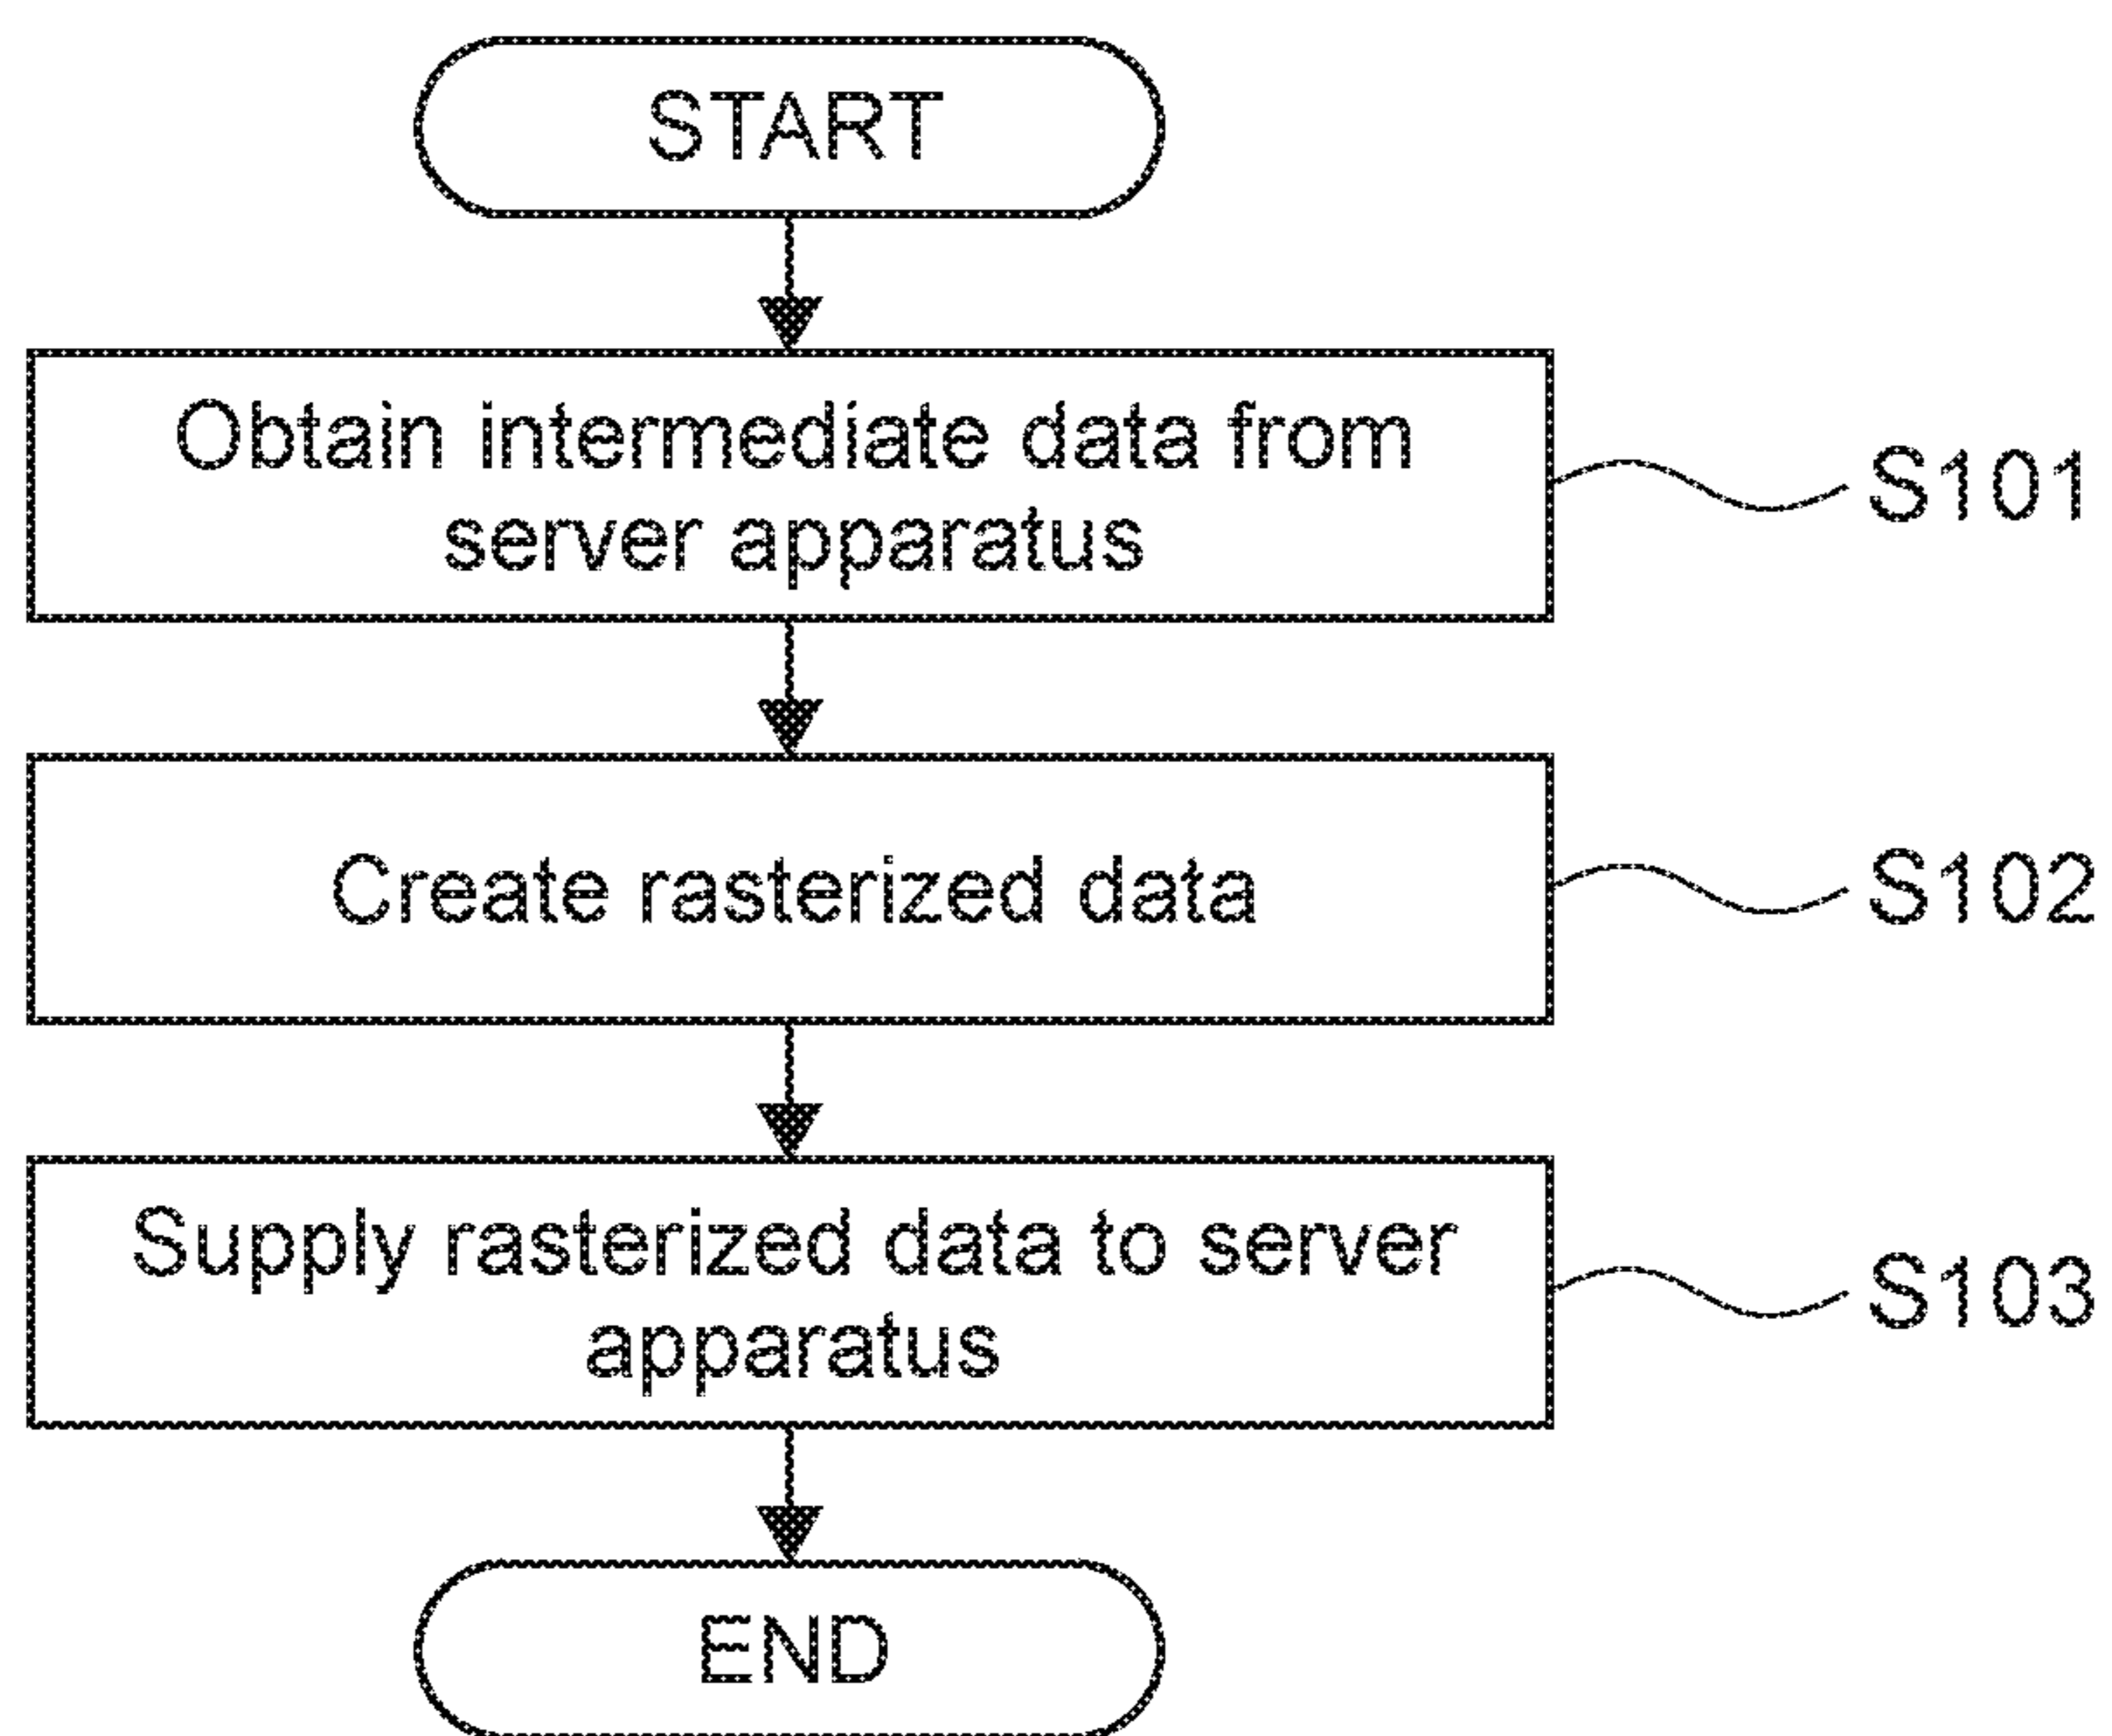 START
Obtain intermediate data from
server apparatus
S101
Create rasterized data
S102
Supply rasterized data to server
apparatus
S103
END